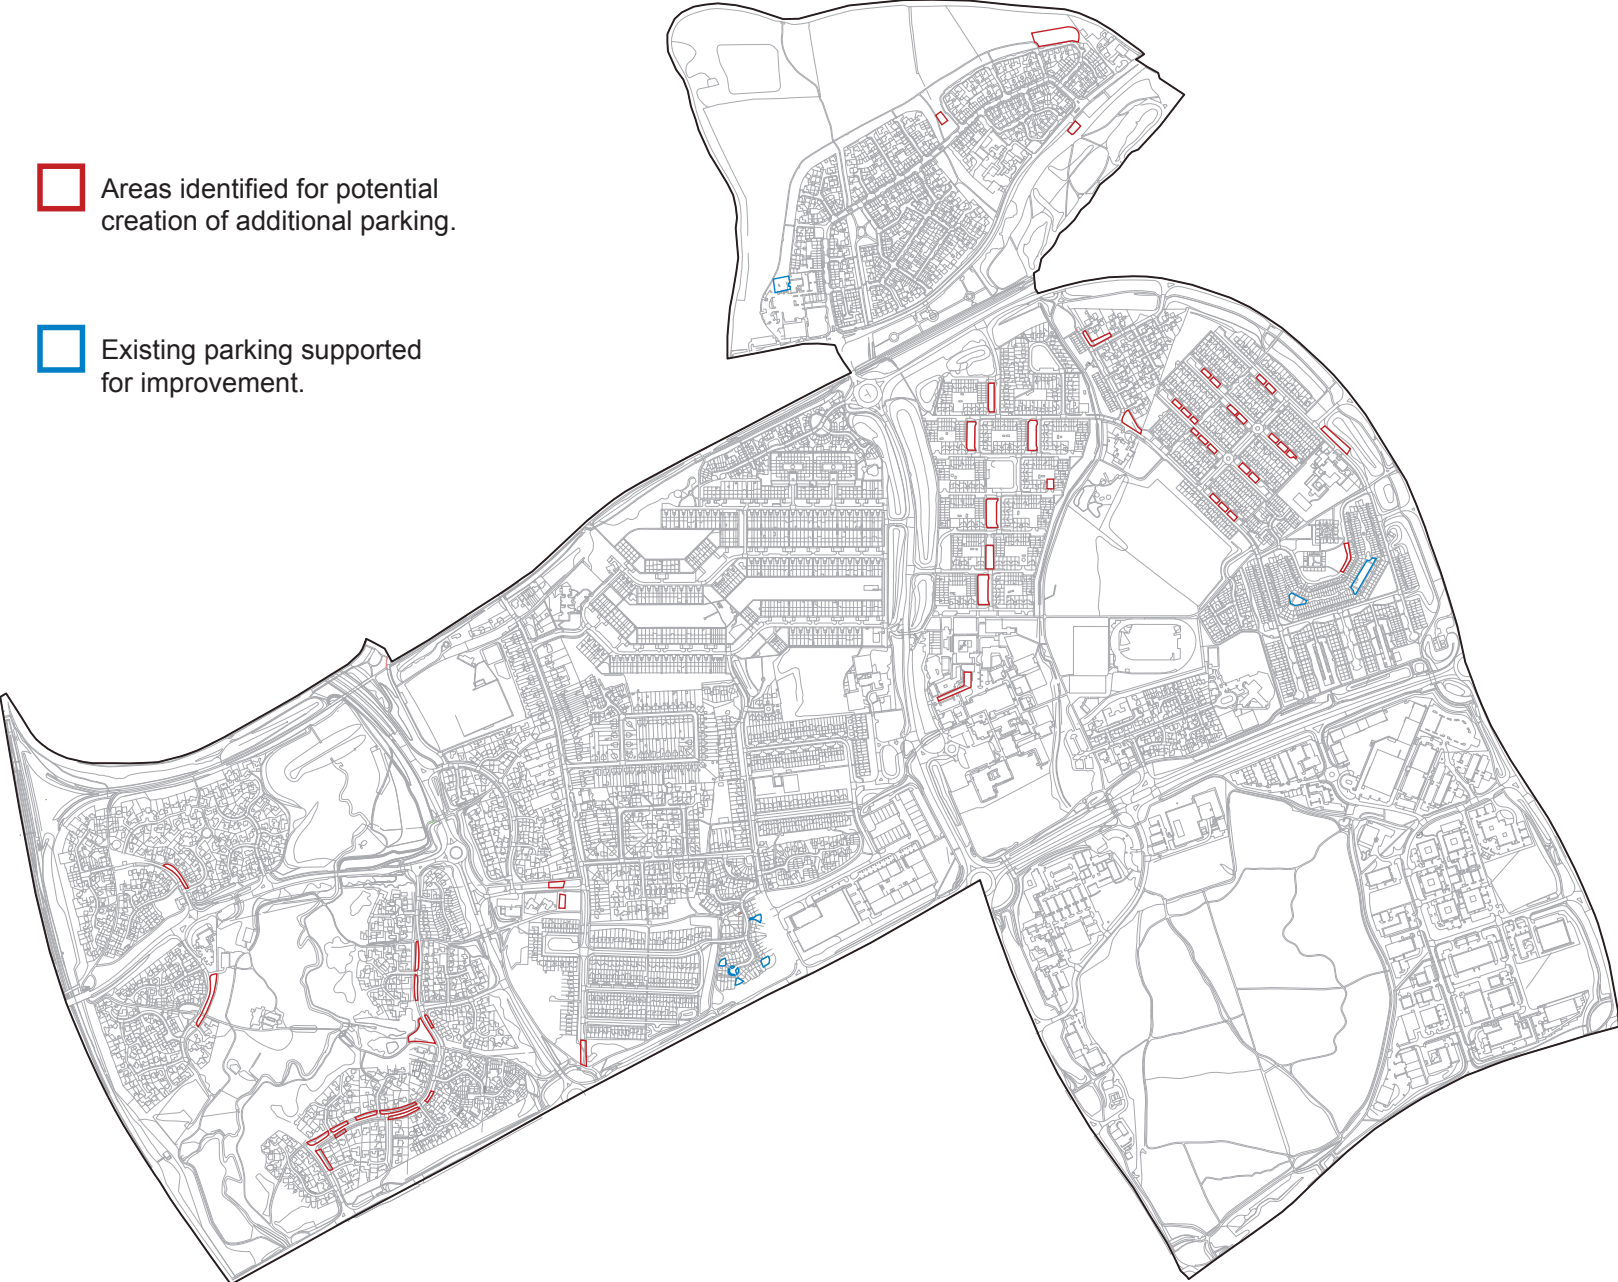 Areas identified for potential
creation of additional parking.
Existing parking supported
for improvement.